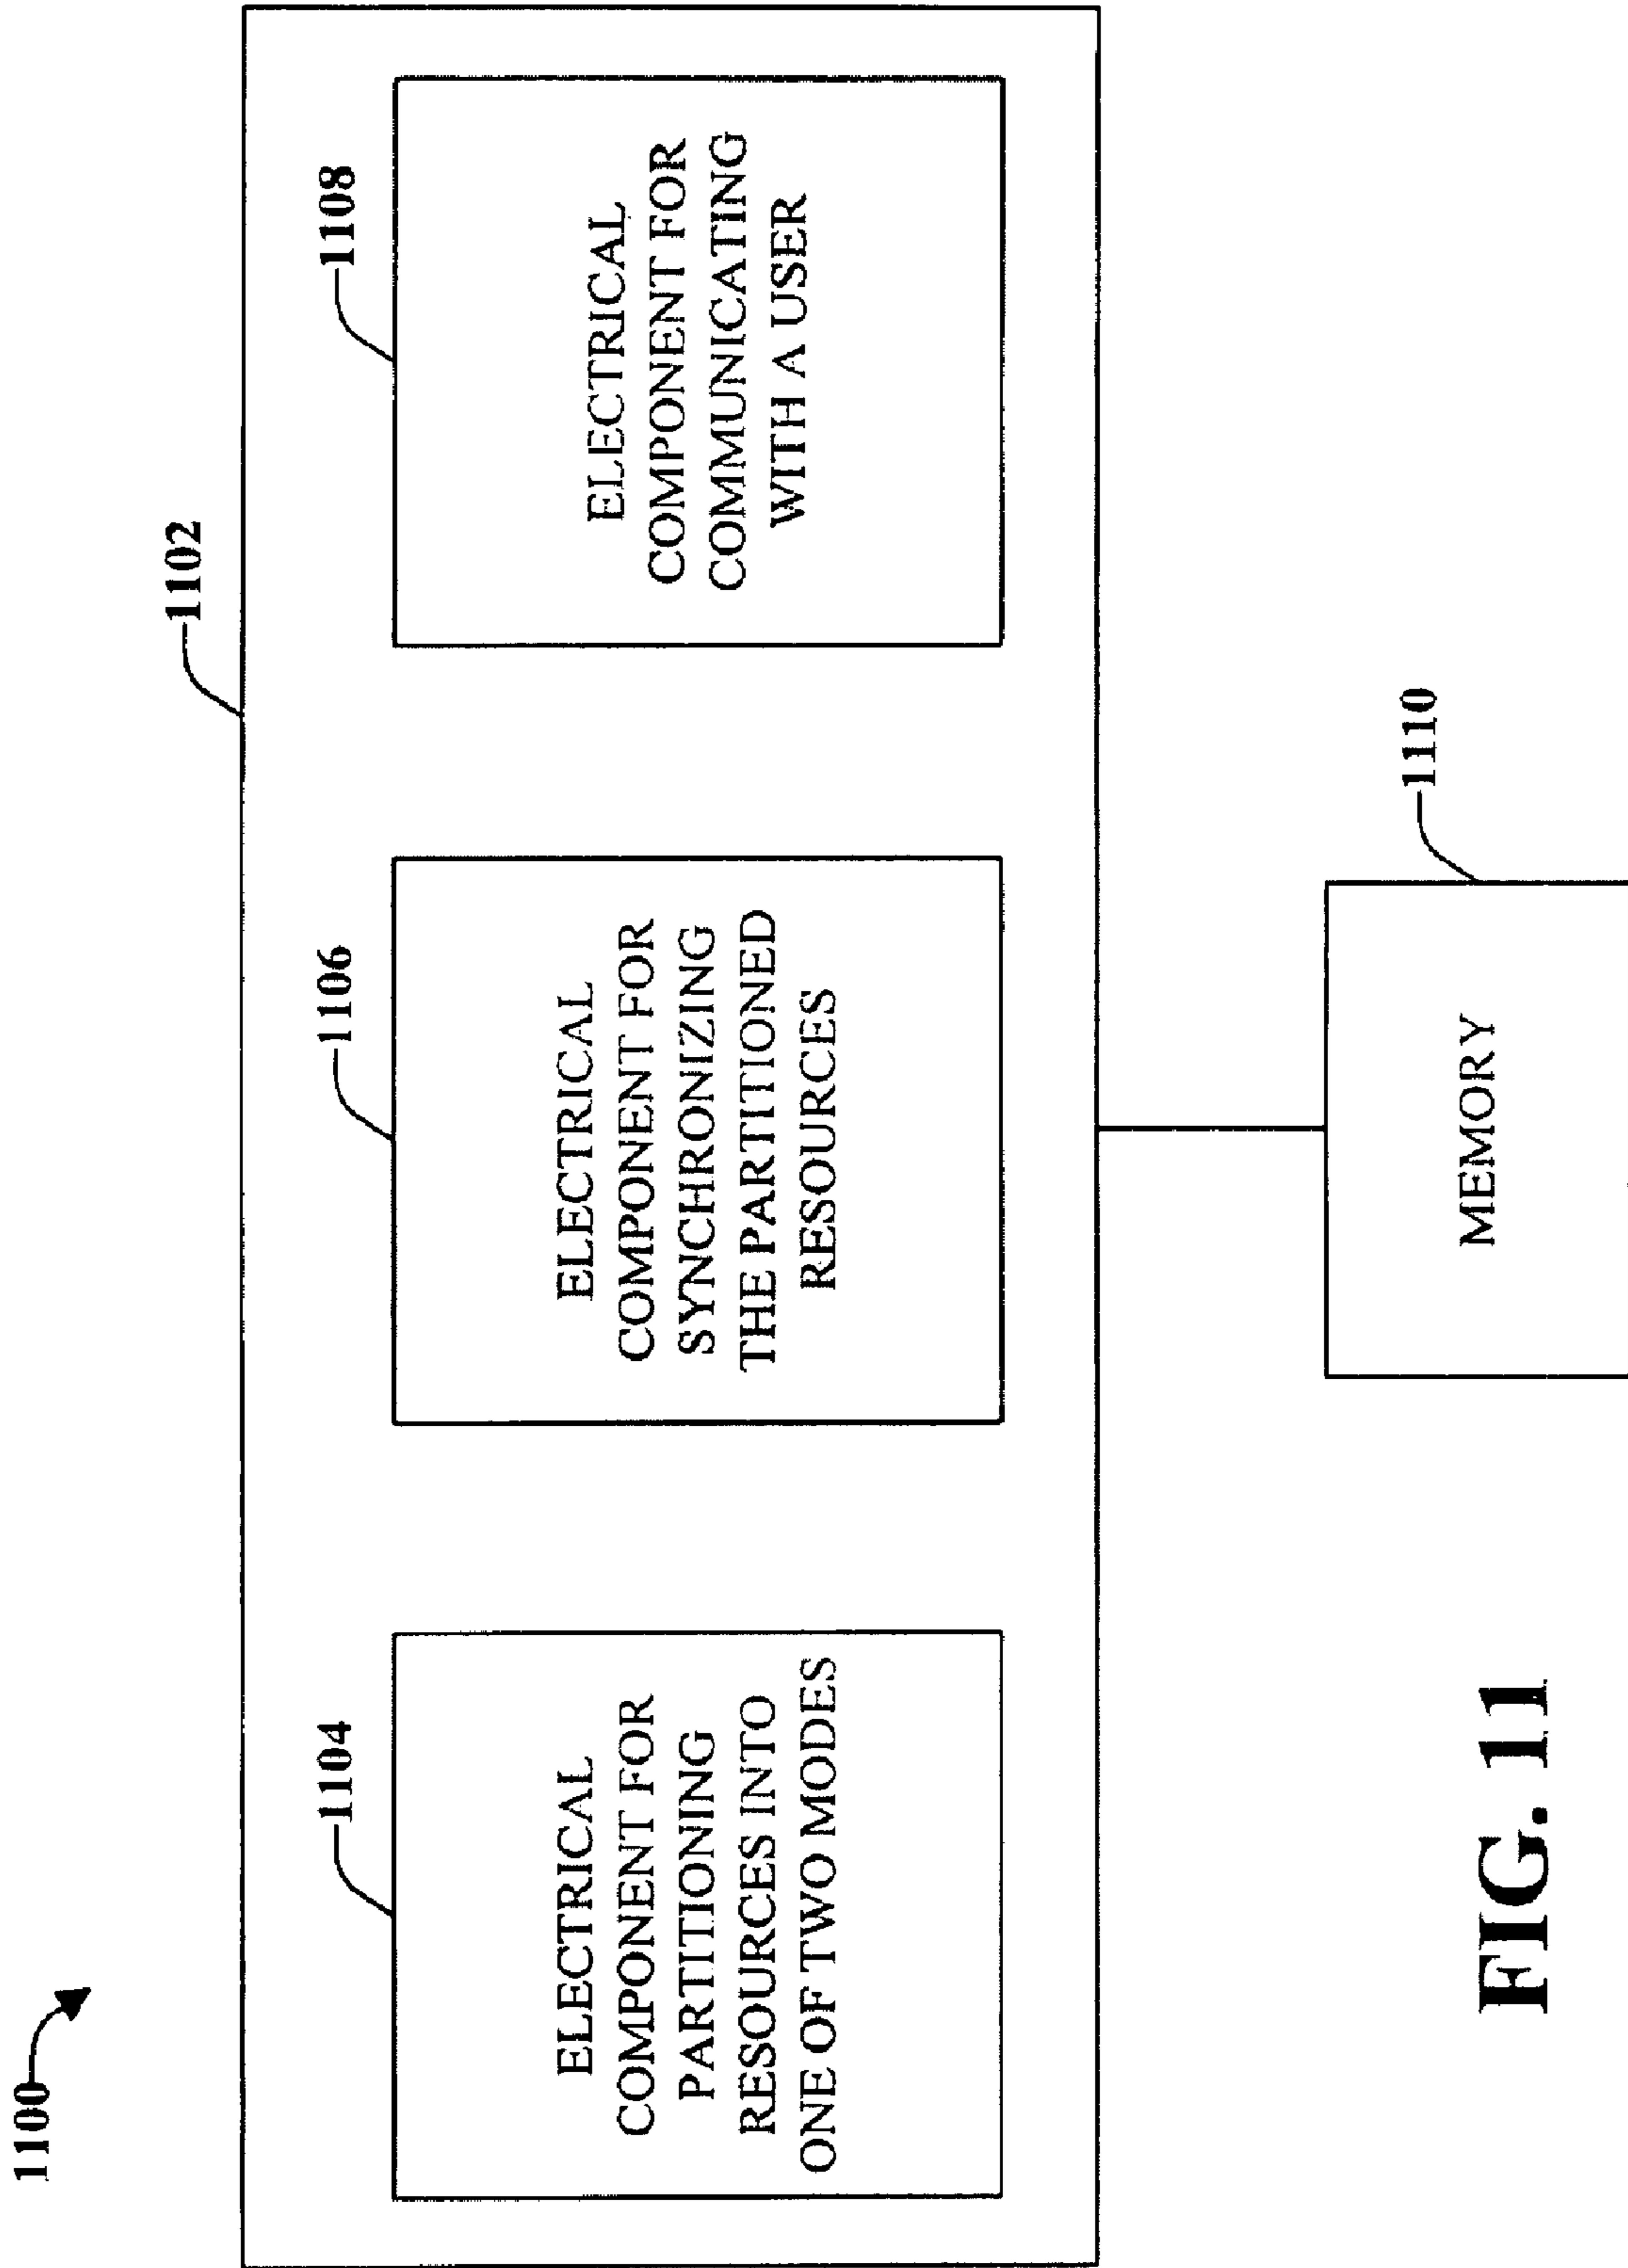 1100
1102
1104
ELECTRICAL
COMPONENT FOR
PARTITIONING
RESOURCES INTO
ONE OF TWO MODES
1106
ELECTRICAL
COMPONENT FOR
SYNCHRONIZING
THE PARTITIONED
RESOURCES
1108
ELECTRICAL
COMPONENT FOR
COMMUNICATING
WITH A USER
1110
MEMORY
FIG. 11